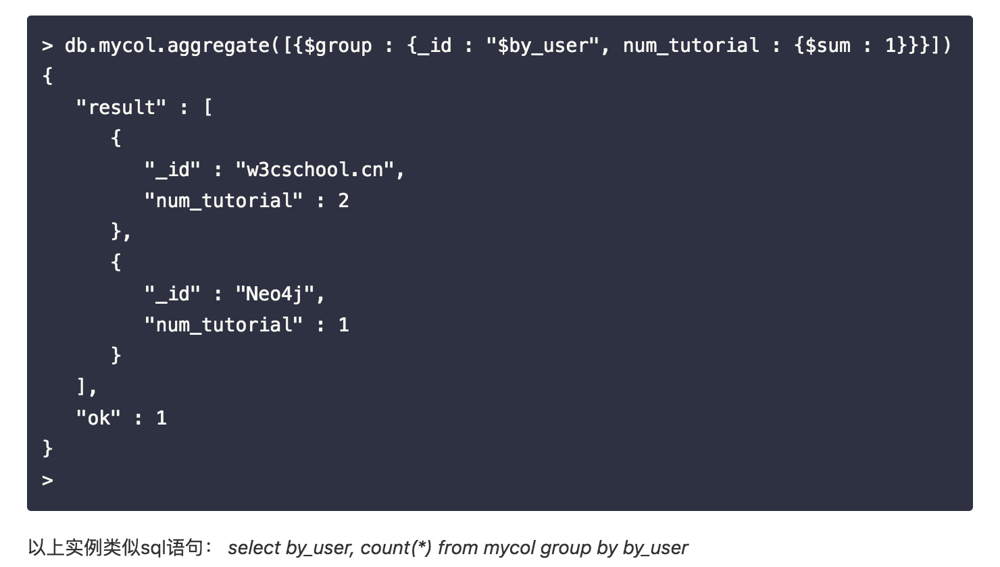 > db.mycol.aggregate([{$group : {_id : "$by_user", num_tutorial : {$sum : 1}}}])
{
   "result" : [
      {
         "_id" : "w3cschool.cn",
         "num_tutorial" : 2
      },
      {
         "_id" : "Neo4j",
         "num_tutorial" : 1
      }
   ],
   "ok" : 1
}
>
以上实例类似sql语句： select by_user, count(*) from mycol group by by_user